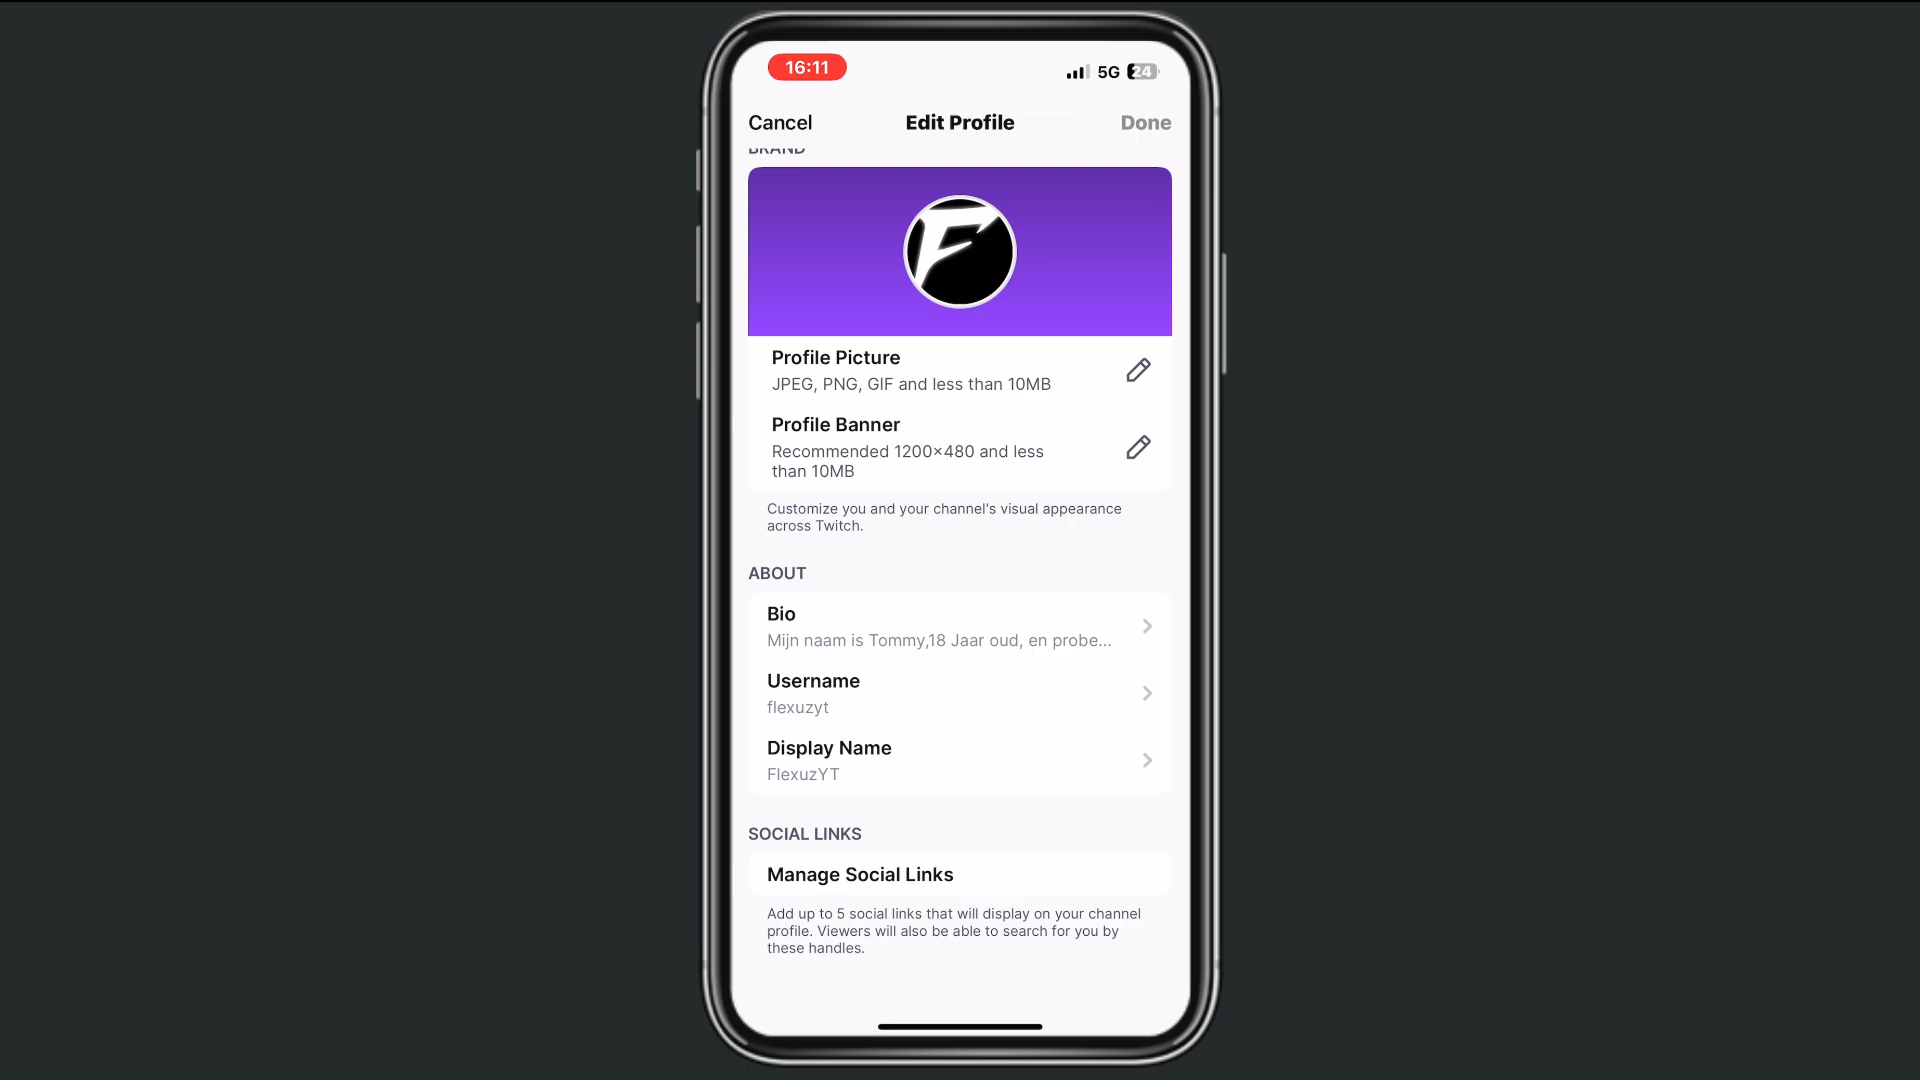 16:11
5G 24
Cancel
Edit Profile
Done
BRAND
F
Profile Picture
JPEG, PNG, GIF and less than 10MB
Profile Banner
Recommended 1200×480 and less
than 10MB
Customize you and your channel's visual appearance
across Twitch.
ABOUT
Bio
Mijn naam is Tommy,18 Jaar oud, en probe...
Username
flexuzyt
Display Name
FlexuzYT
SOCIAL LINKS
Manage Social Links
Add up to 5 social links that will display on your channel
profile. Viewers will also be able to search for you by
these handles.